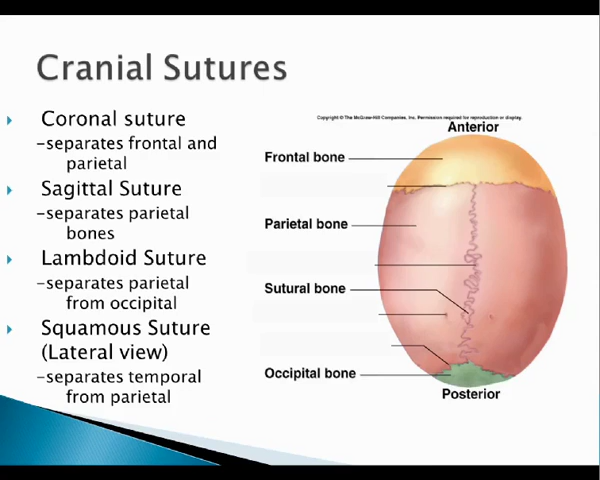 Cranial Sutures
Coronal suture
-separates frontal and
parietal
Sagittal Suture
-separates parietal
bones
Lambdoid Suture
-separates parietal
from occipital
Squamous Suture
(Lateral view)
-separates temporal
from parietal
Copyright © The McGraw-Hill Companies, Inc. Permission required for reproduction or display.
Anterior
Frontal bone
Parietal bone
Sutural bone
Occipital bone
Posterior